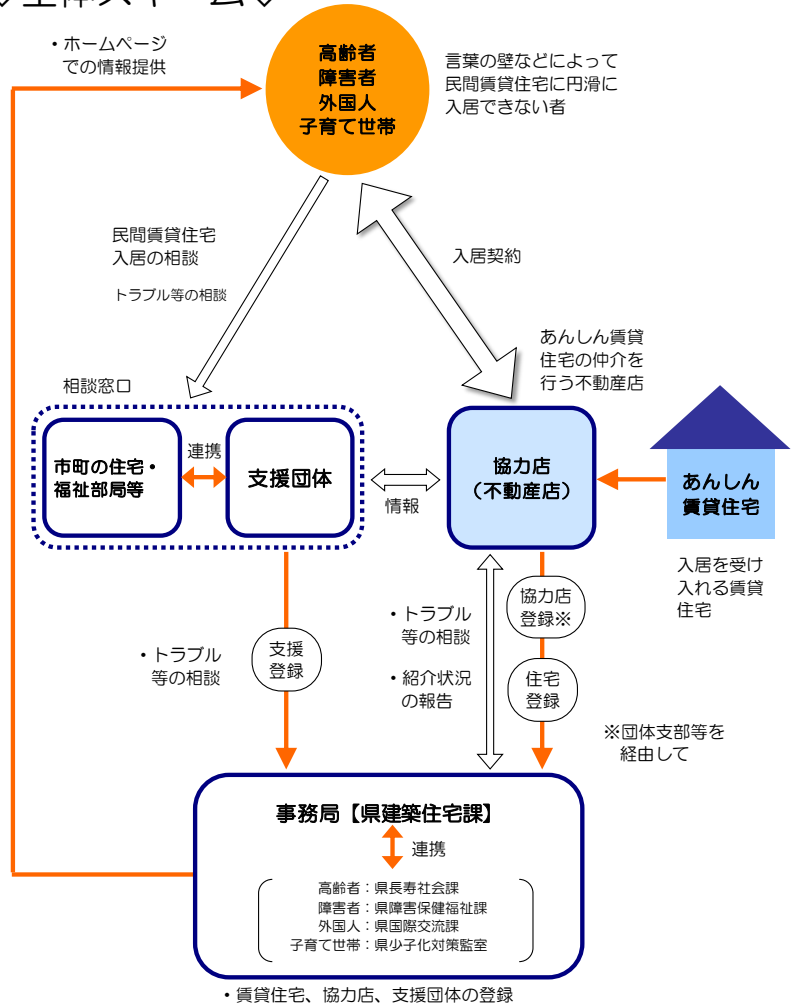 ◇全体スキーム◇
・ホームページ
での情報提供
高齢者
障害者
外国人
子育て世帯
言葉の壁などによって
民間賃貸住宅に円滑に
入居できない者
民間賃貸住宅
入居の相談
トラブル等の相談
入居契約
あんしん賃貸
住宅の仲介を
行う不動産店
相談窓口
市町の住宅・
福祉部局等
連携
支援団体
情報
協力店
（不動産店）
あんしん
賃貸住宅
入居を受け
入れる賃貸
住宅
・トラブル
等の相談
支援
登録
・トラブル
等の相談
・紹介状況
の報告
協力店
登録※
住宅
登録
※団体支部等を
経由して
事務局【県建築住宅課】
連携
高齢者：県長寿社会課
障害者：県障害保健福祉課
外国人：県国際交流課
子育て世帯：県少子化対策監室
・賃貸住宅、協力店、支援団体の登録